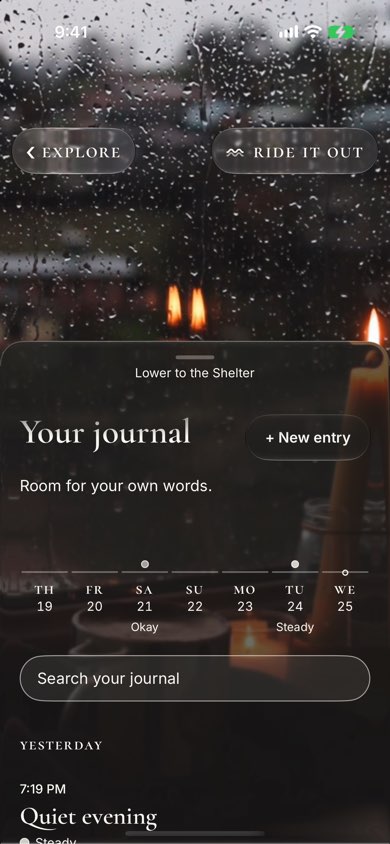 9:41
EXPLORE
RIDE IT OUT
Lower to the Shelter
Your journal
+ New entry
Room for your own words.
TH FR SA SU MO TU WE
19 20 21 22 23 24 25
Okay Steady
Search your journal
YESTERDAY
7:19 PM
Quiet evening
Steady